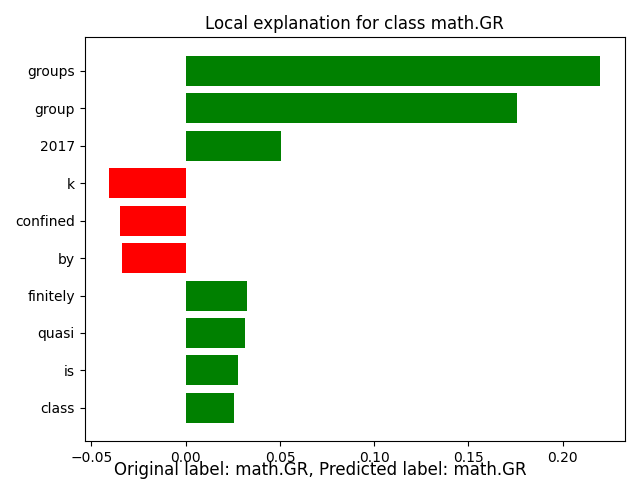 Local explanation for class math.GR
groups
group
2017
k
confined
by
finitely
quasi
is
class
−0.05 0.00 0.05 0.10 0.15 0.20
Original label: math.GR, Predicted label: math.GR